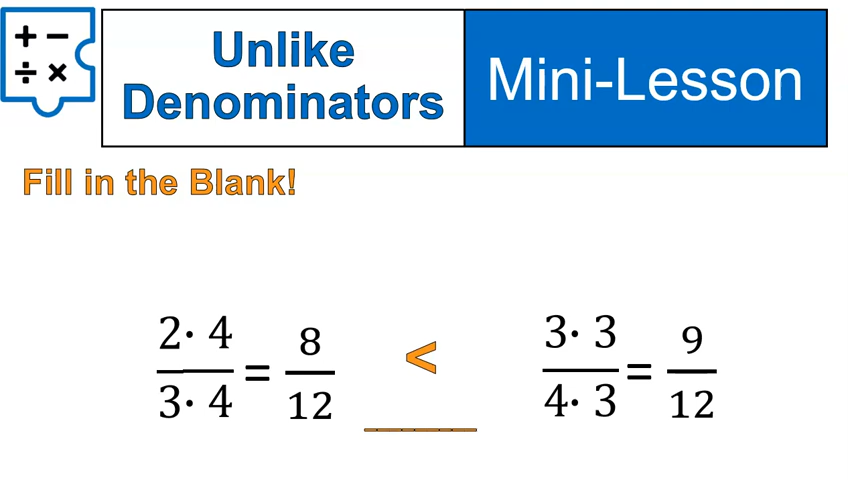 + −
÷ ×
Unlike
Denominators
Mini-Lesson
Fill in the Blank!
2· 4 / 3· 4 = 8 / 12 < 3· 3 / 4· 3 = 9 / 12